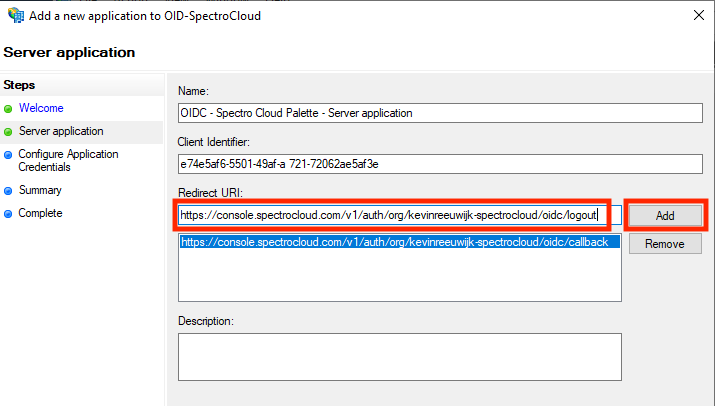 Add a new application to OID-SpectroCloud
Server application
Steps
Welcome
Server application
Configure Application
Credentials
Summary
Complete
Name:
OIDC - Spectro Cloud Palette - Server application
Client Identifier:
e74e5af6-5501-49af-a 721-72062ae5af3e
Redirect URI:
https://console.spectrocloud.com/v1/auth/org/kevinreeuwijk-spectrocloud/oidc/logout
Add
https://console.spectrocloud.com/v1/auth/org/kevinreeuwijk-spectrocloud/oidc/callback
Remove
Description: